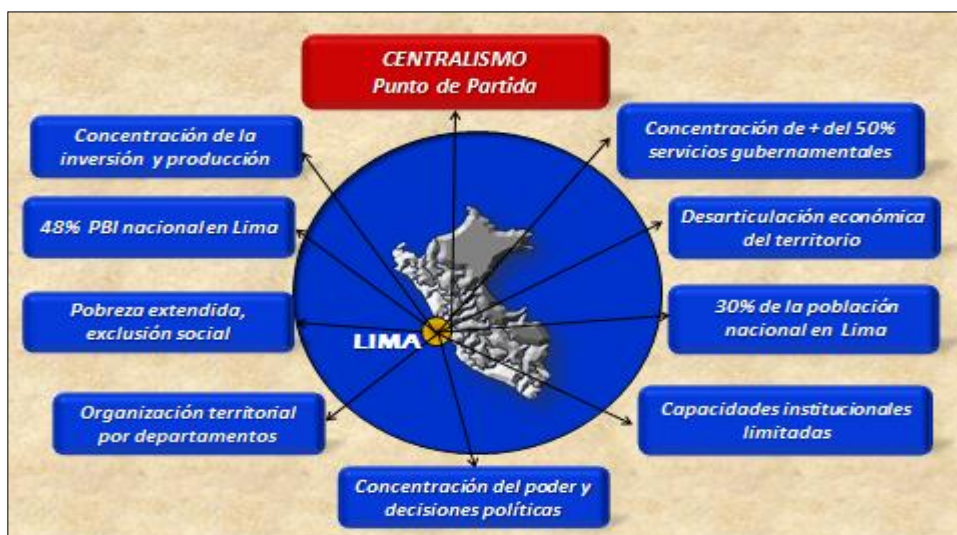 CENTRALISMO
Punto de Partida
Concentración de la
inversión y producción
Concentración de + del 50%
servicios gubernamentales
48% PBI nacional en Lima
Desarticulación económica
del territorio
Pobreza extendida,
exclusión social
LIMA
30% de la población
nacional en Lima
Organización territorial
por departamentos
Capacidades institucionales
limitadas
Concentración del poder y
decisiones políticas